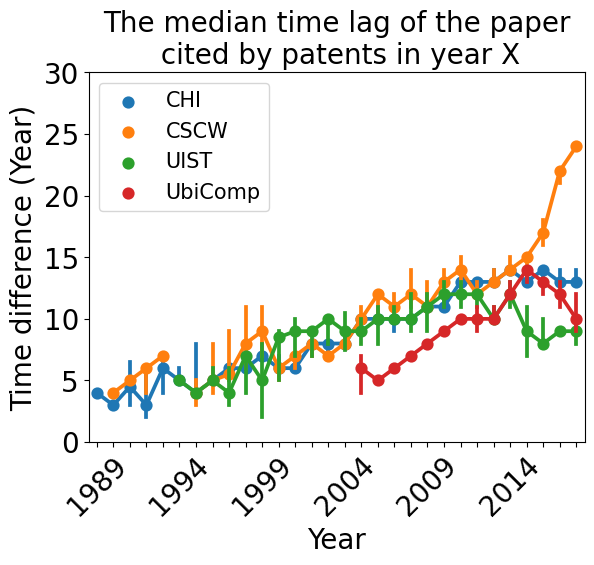 The median time lag of the paper
cited by patents in year X
Time difference (Year)
30
25
20
15
10
5
0
CHI
CSCW
UIST
UbiComp
1989
1994
1999
2004
2009
2014
Year